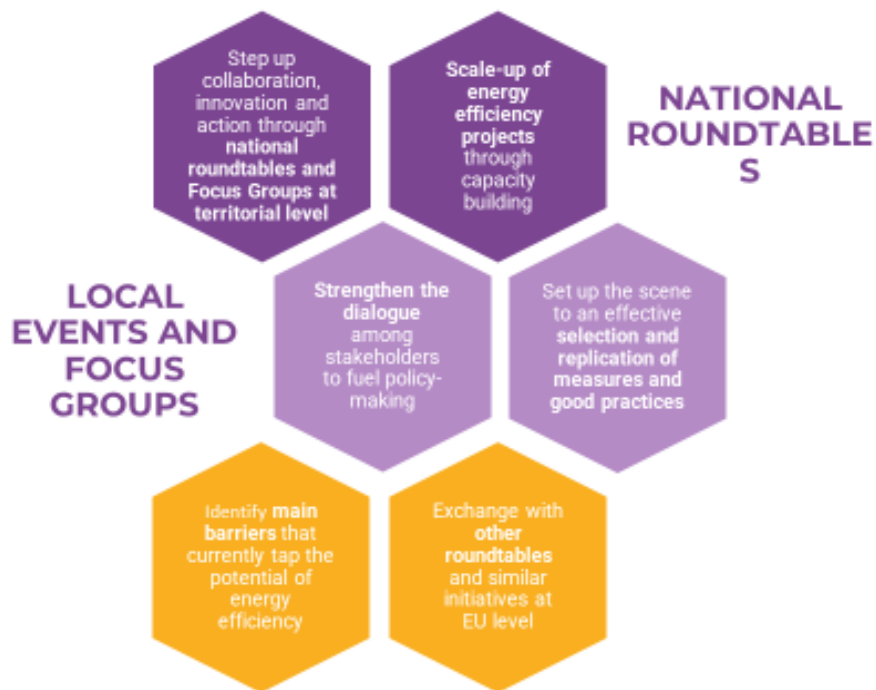 Step up
collaboration,
innovation and
action through
national
roundtables and
Focus Groups at
territorial level
Scale-up of
energy
efficiency
projects
through
capacity
building
NATIONAL
ROUNDTABLE
S
LOCAL
EVENTS AND
FOCUS
GROUPS
Strengthen the
dialogue
among
stakeholders
to fuel policy-
making
Set up the scene
to an effective
selection and
replication of
measures and
good practices
Identify main
barriers that
currently tap the
potential of
energy
efficiency
Exchange with
other
roundtables
and similar
initiatives at
EU level